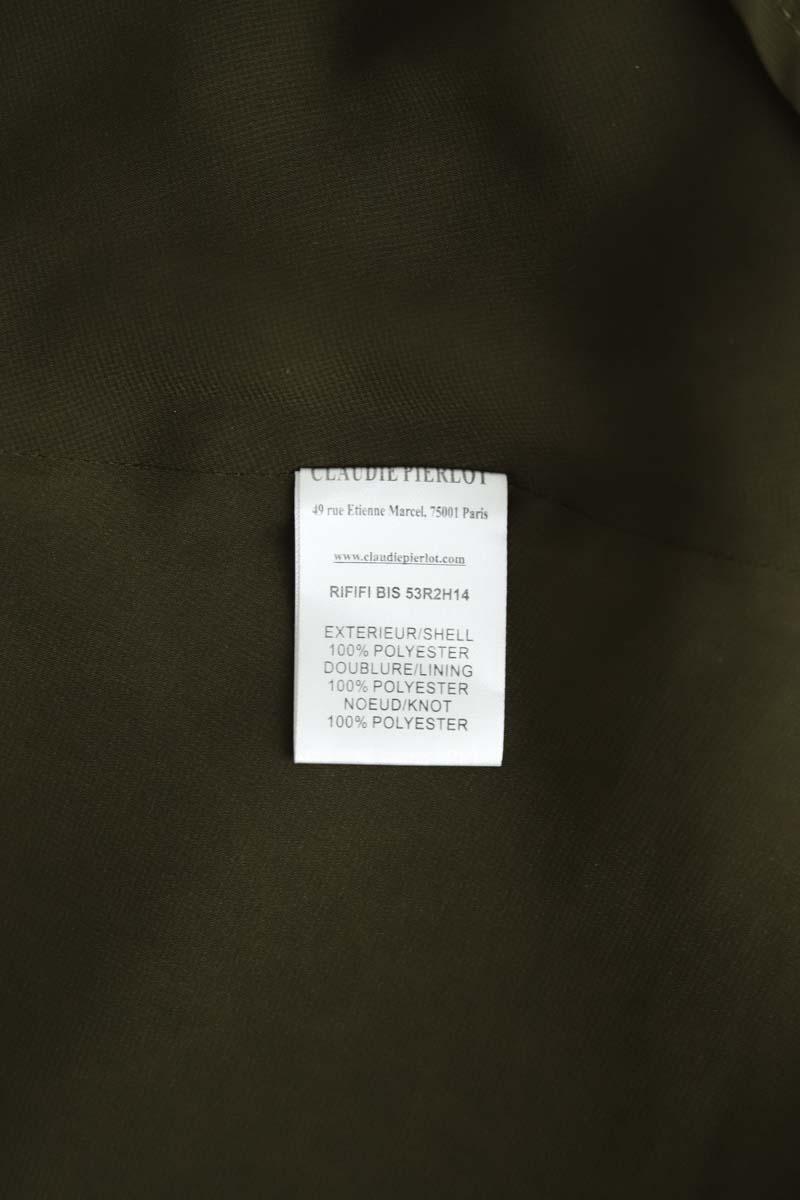 CLAUDIE PIERLOT
49 rue Etienne Marcel, 75001 Paris
www.claudiepierlot.com
RIFIFI BIS 53R2H14
EXTERIEUR/SHELL
100% POLYESTER
DOUBLURE/LINING
100% POLYESTER
NOEUD/KNOT
100% POLYESTER